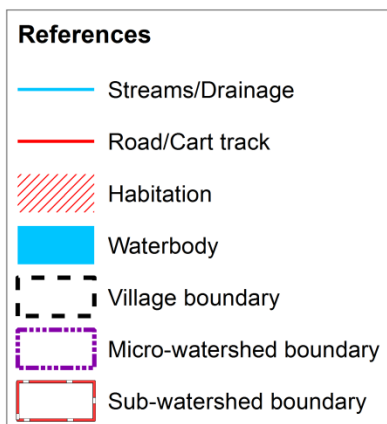 References
Streams/Drainage
Road/Cart track
Habitation
Waterbody
Village boundary
Micro-watershed boundary
Sub-watershed boundary